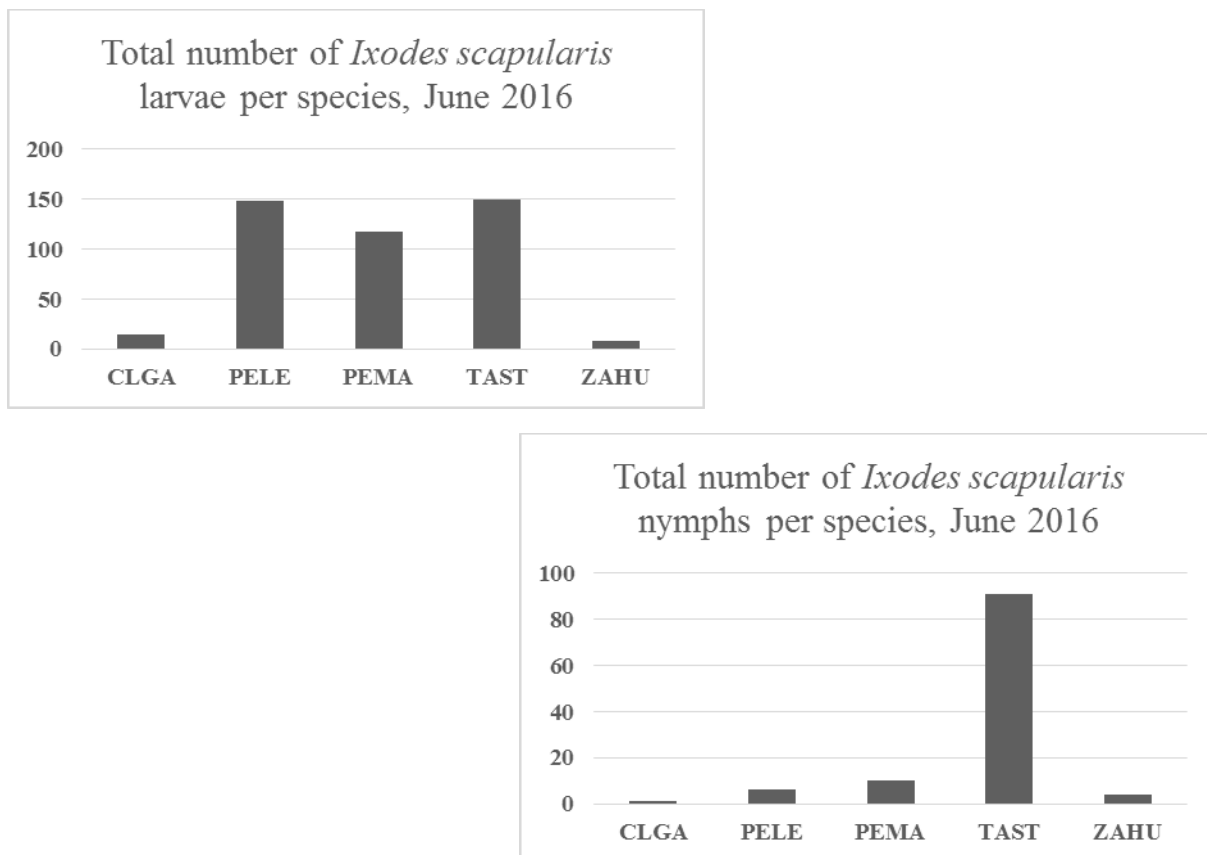 Total number of Ixodes scapularis
larvae per species, June 2016
200
150
100
50
0
CLGA PELE PEMA TAST ZAHU
Total number of Ixodes scapularis
nymphs per species, June 2016
100
80
60
40
20
0
CLGA PELE PEMA TAST ZAHU